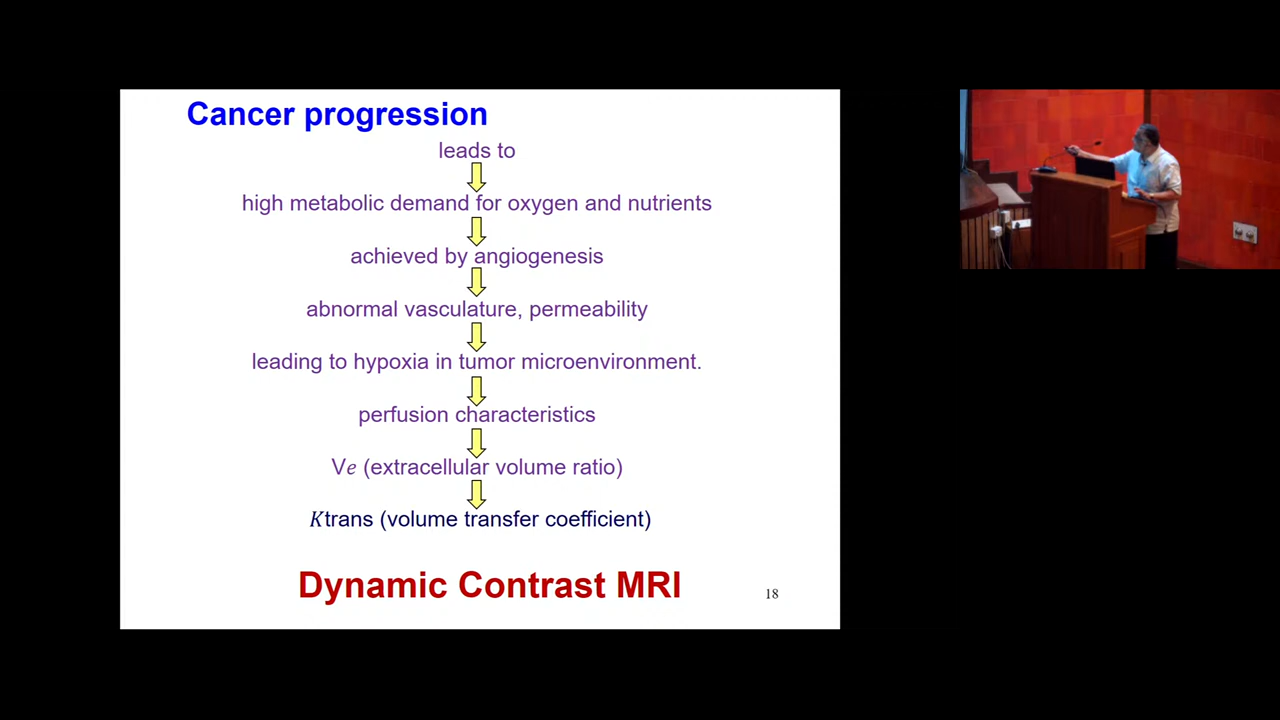 Cancer progression
leads to
high metabolic demand for oxygen and nutrients
achieved by angiogenesis
abnormal vasculature, permeability
leading to hypoxia in tumor microenvironment.
perfusion characteristics
V𝑒 (extracellular volume ratio)
𝐾trans (volume transfer coefficient)
Dynamic Contrast MRI
18